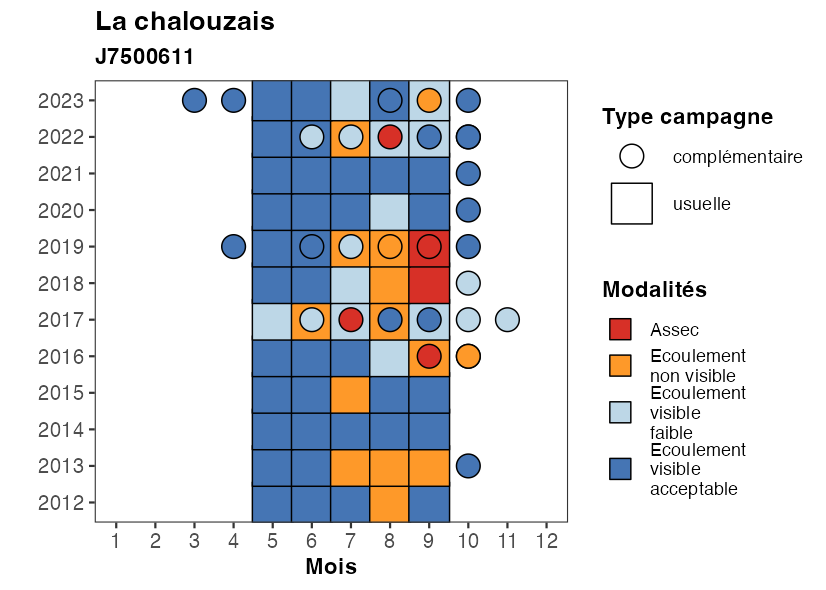 La chalouzais
J7500611
2023
2022
2021
2020
2019
2018
2017
2016
2015
2014
2013
2012
1 2 3 4 5 6 7 8 9 10 11 12
Mois
Type campagne
complémentaire
usuelle
Modalités
Assec
Ecoulement
non visible
Ecoulement
visible
faible
Ecoulement
visible
acceptable